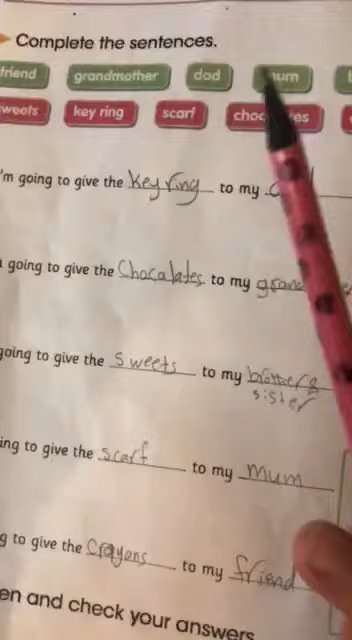 Complete the sentences.
friend grandmother dad mum
sweets key ring scarf
'm going to give the Key ring to my
going to give the Chocalates to my
going to give the sweets to my brother &
sister
ing to give the scarf to my mum
g to give the Crayons to my friend
en and check your answers